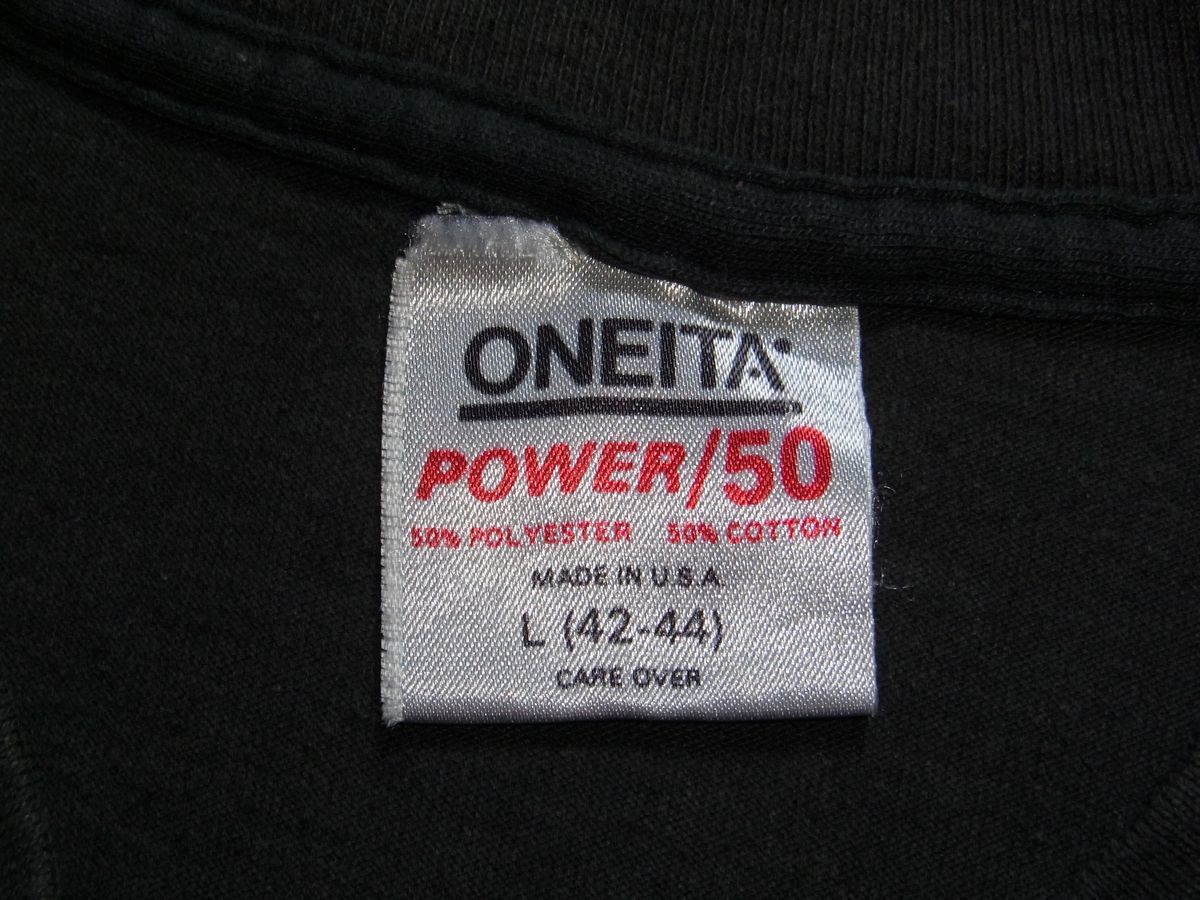 ONEITA
POWER/50
50% POLYESTER 50% COTTON
MADE IN U.S.A
L (42-44)
CARE OVER